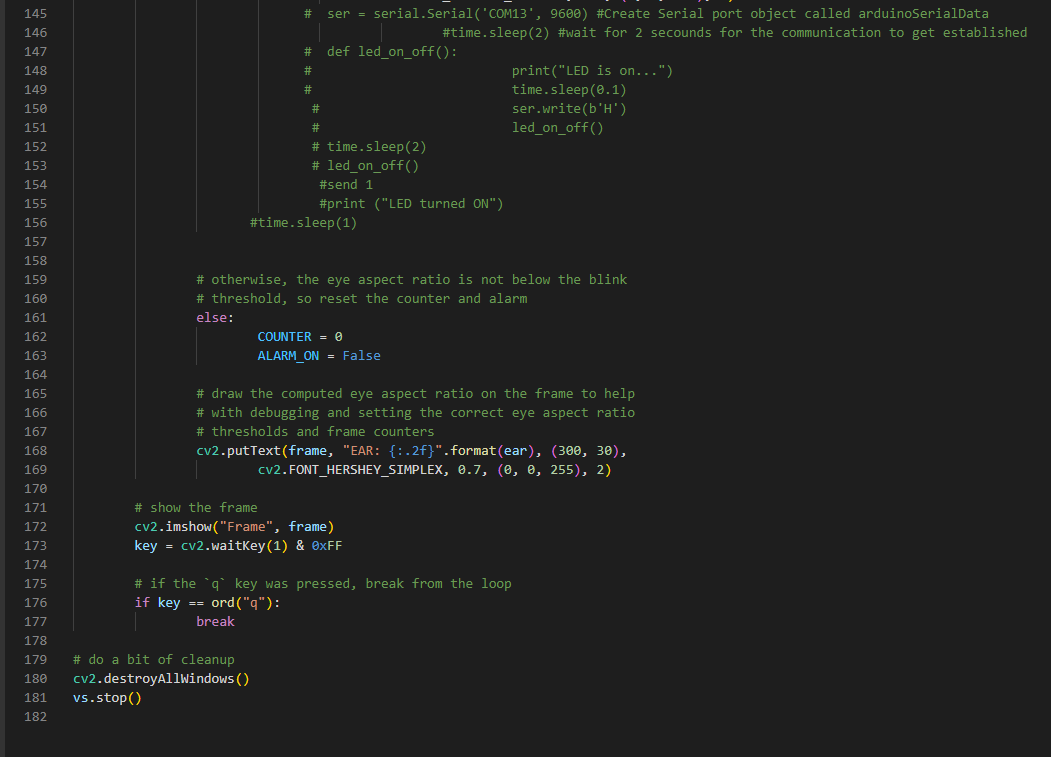 145 # ser = serial.Serial('COM13', 9600) #Create Serial port object called arduinoSerialData
146 #time.sleep(2) #wait for 2 secounds for the communication to get established
147 # def led_on_off():
148 # print("LED is on...")
149 # time.sleep(0.1)
150 # ser.write(b'H')
151 # led_on_off()
152 # time.sleep(2)
153 # led_on_off()
154 #send 1
155 #print ("LED turned ON")
156 #time.sleep(1)
157
158
159 # otherwise, the eye aspect ratio is not below the blink
160 # threshold, so reset the counter and alarm
161 else:
162 COUNTER = 0
163 ALARM_ON = False
164
165 # draw the computed eye aspect ratio on the frame to help
166 # with debugging and setting the correct eye aspect ratio
167 # thresholds and frame counters
168 cv2.putText(frame, "EAR: {:.2f}".format(ear), (300, 30),
169 cv2.FONT_HERSHEY_SIMPLEX, 0.7, (0, 0, 255), 2)
170
171 # show the frame
172 cv2.imshow("Frame", frame)
173 key = cv2.waitKey(1) & 0xFF
174
175 # if the `q` key was pressed, break from the loop
176 if key == ord("q"):
177 break
178
179 # do a bit of cleanup
180 cv2.destroyAllWindows()
181 vs.stop()
182